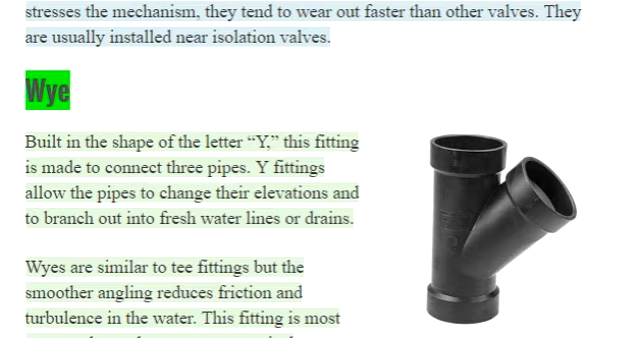 stresses the mechanism, they tend to wear out faster than other valves. They
are usually installed near isolation valves.
Wye
Built in the shape of the letter “Y,” this fitting
is made to connect three pipes. Y fittings
allow the pipes to change their elevations and
to branch out into fresh water lines or drains.
Wyes are similar to tee fittings but the
smoother angling reduces friction and
turbulence in the water. This fitting is most